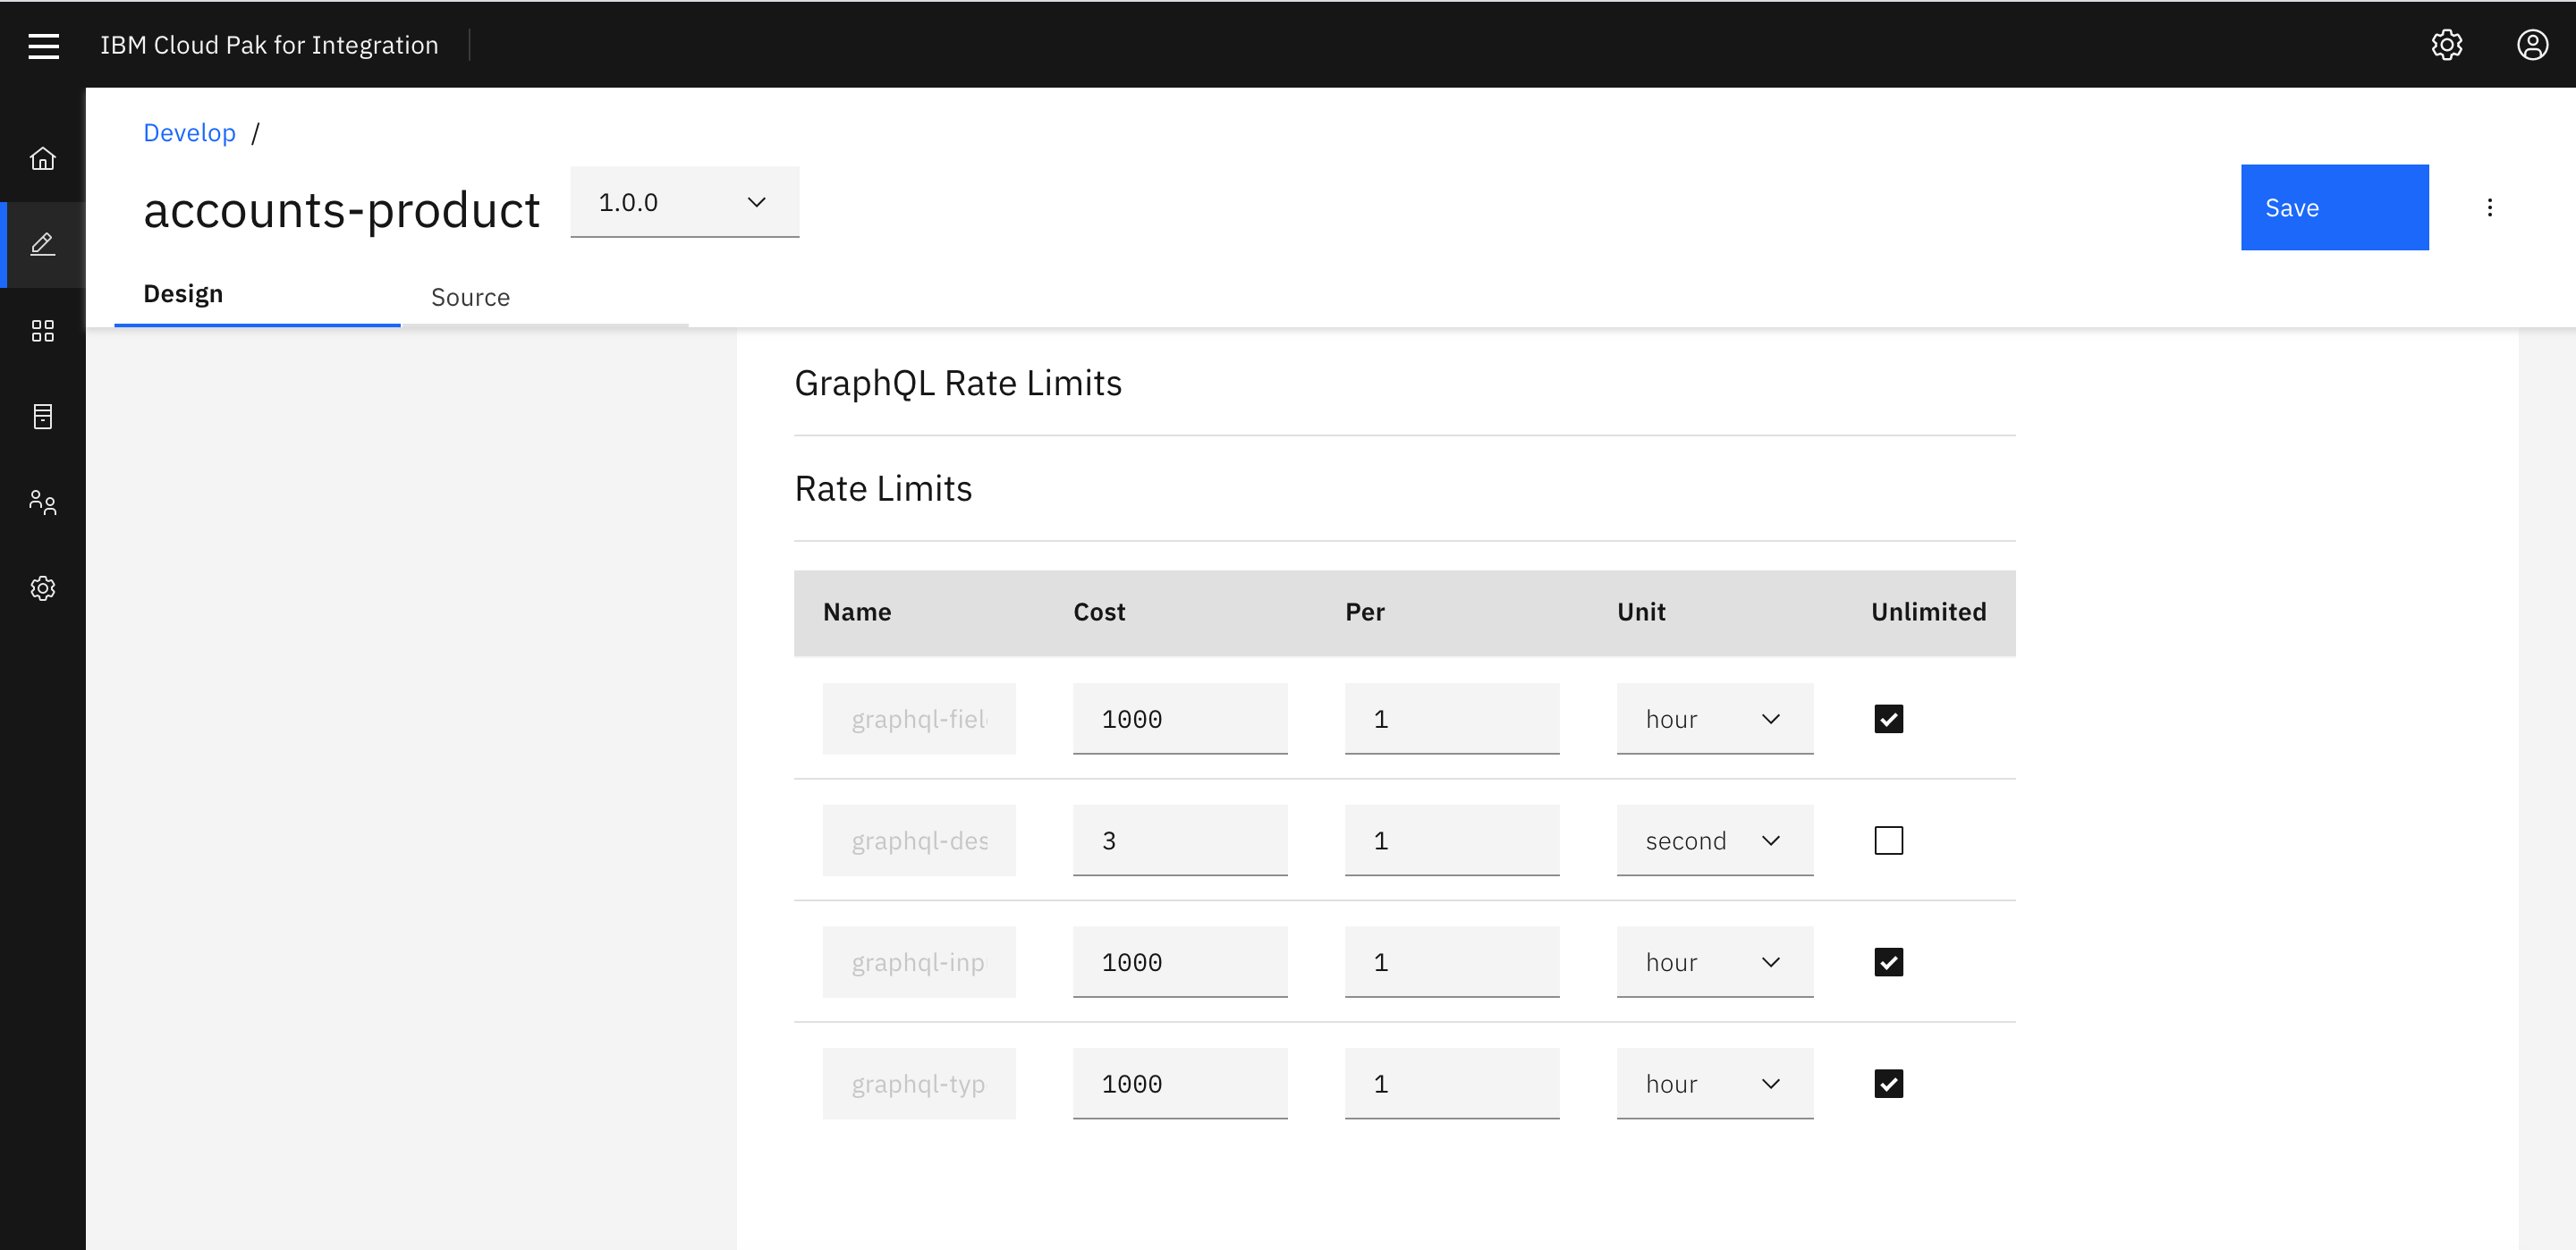 IBM Cloud Pak for Integration
Develop /
accounts-product 1.0.0
Save
Design Source
GraphQL Rate Limits
Rate Limits
Name Cost Per Unit Unlimited
graphql-fiel 1000 1 hour
graphql-des 3 1 second
graphql-inp 1000 1 hour
graphql-typ 1000 1 hour